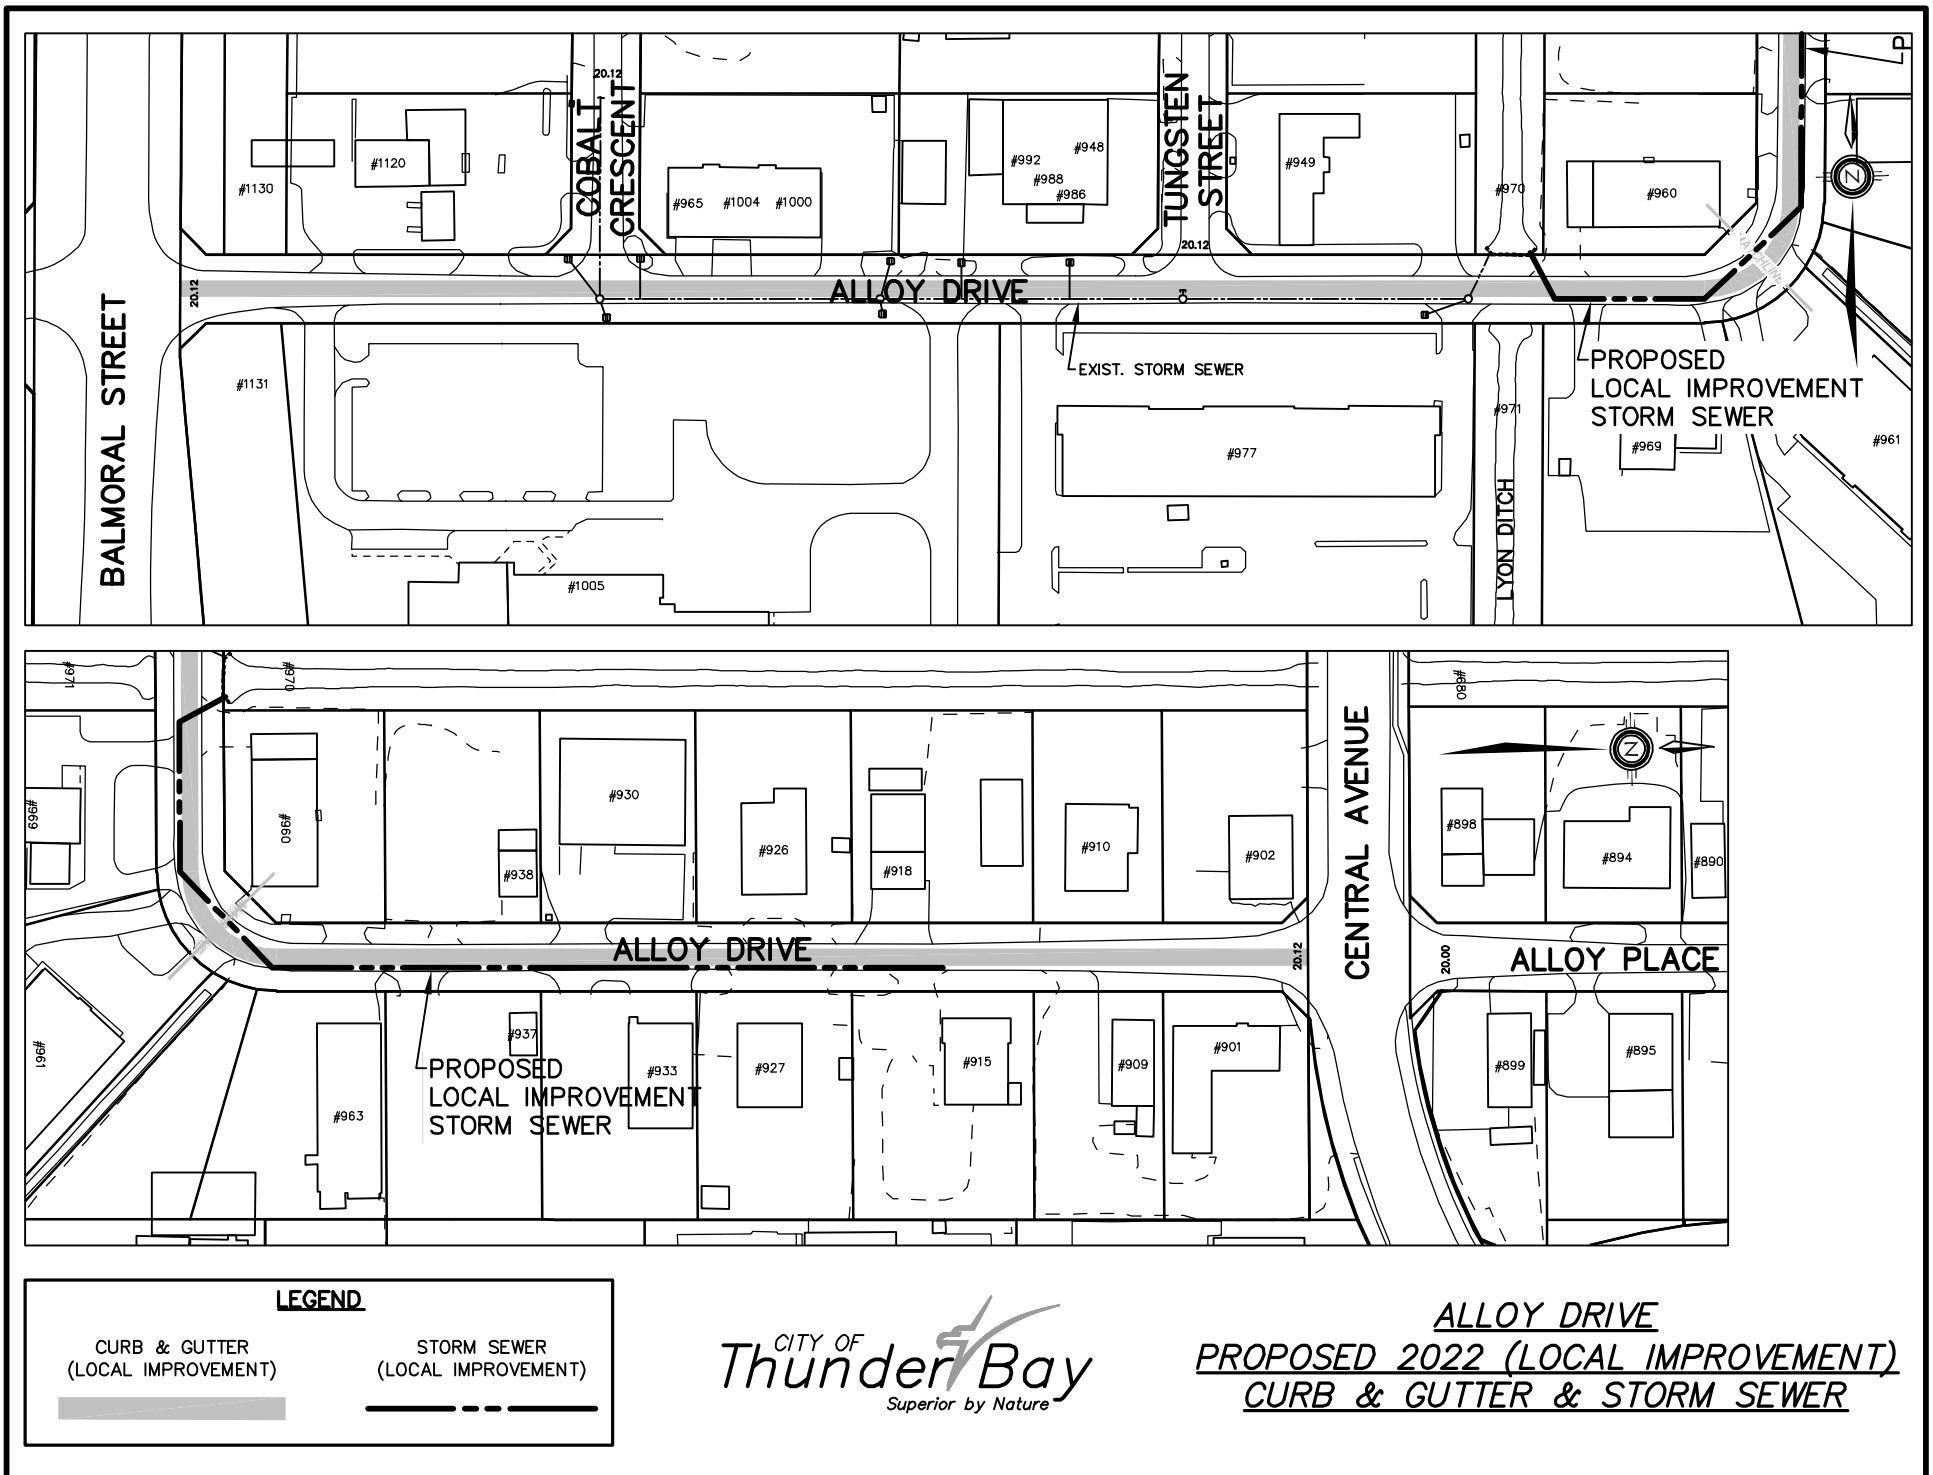 20.12
COBALT
CRESCENT
TUNGSTEN
STREET
P
#1130
#1120
#965
#1004
#1000
#992
#948
#988
#986
#949
#970
#960
N
20.12
20.12
ALLOY DRIVE
BALMORAL STREET
#1131
EXIST. STORM SEWER
PROPOSED
LOCAL IMPROVEMENT
STORM SEWER
#971
#969
#961
#977
LYON DITCH
#1005
#971
#970
#680
#969
#960
#938
#930
#926
#918
#910
#902
CENTRAL AVENUE
N
#898
#894
#890
ALLOY DRIVE
20.12
20.00
ALLOY PLACE
#961
#963
#937
PROPOSED
LOCAL IMPROVEMENT
STORM SEWER
#933
#927
#915
#909
#901
#899
#895
LEGEND
CURB & GUTTER
(LOCAL IMPROVEMENT)
STORM SEWER
(LOCAL IMPROVEMENT)
CITY OF
Thunder Bay
Superior by Nature
ALLOY DRIVE
PROPOSED 2022 (LOCAL IMPROVEMENT)
CURB & GUTTER & STORM SEWER